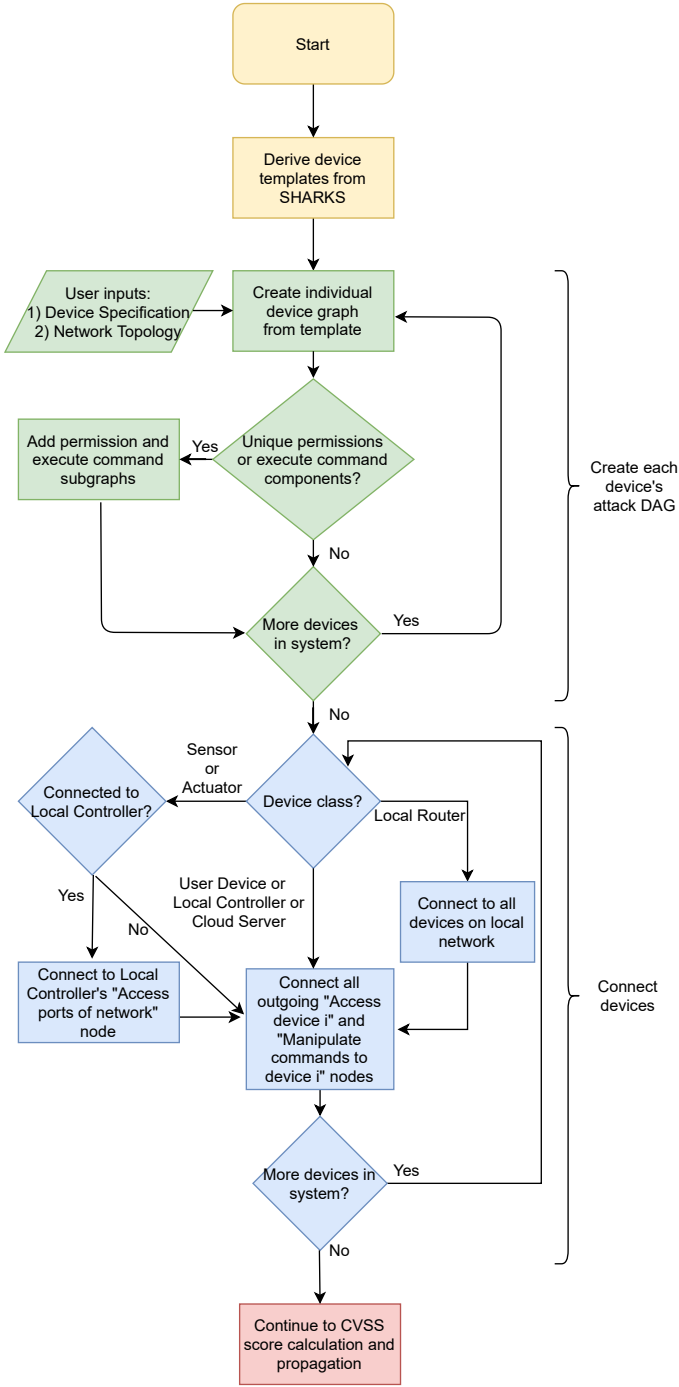 Start
Derive device
templates from
SHARKS
User inputs:
1) Device Specification
2) Network Topology
Create individual
device graph
from template
Add permission and
execute command
subgraphs
Yes
Unique permissions
or execute command
components?
Create each
device's
attack DAG
No
More devices
in system?
Yes
No
Connected to
Local Controller?
Sensor
or
Actuator
Device class?
Local Router
Yes
No
User Device or
Local Controller or
Cloud Server
Connect to all
devices on local
network
Connect to Local
Controller's "Access
ports of network"
node
Connect all
outgoing "Access
device i" and
"Manipulate
commands to
device i" nodes
Connect
devices
More devices in
system?
Yes
No
Continue to CVSS
score calculation and
propagation